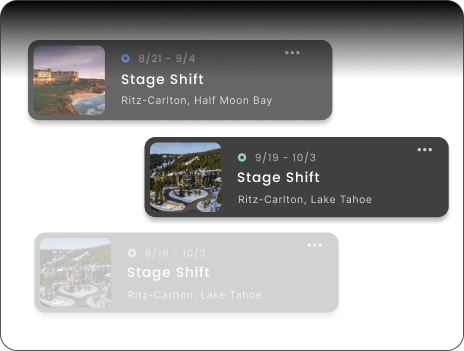 8/21 - 9/4
Stage Shift
Ritz-Carlton, Half Moon Bay
9/19 - 10/3
Stage Shift
Ritz-Carlton, Lake Tahoe
9/19 - 10/3
Stage Shift
Ritz-Carlton, Lake Tahoe